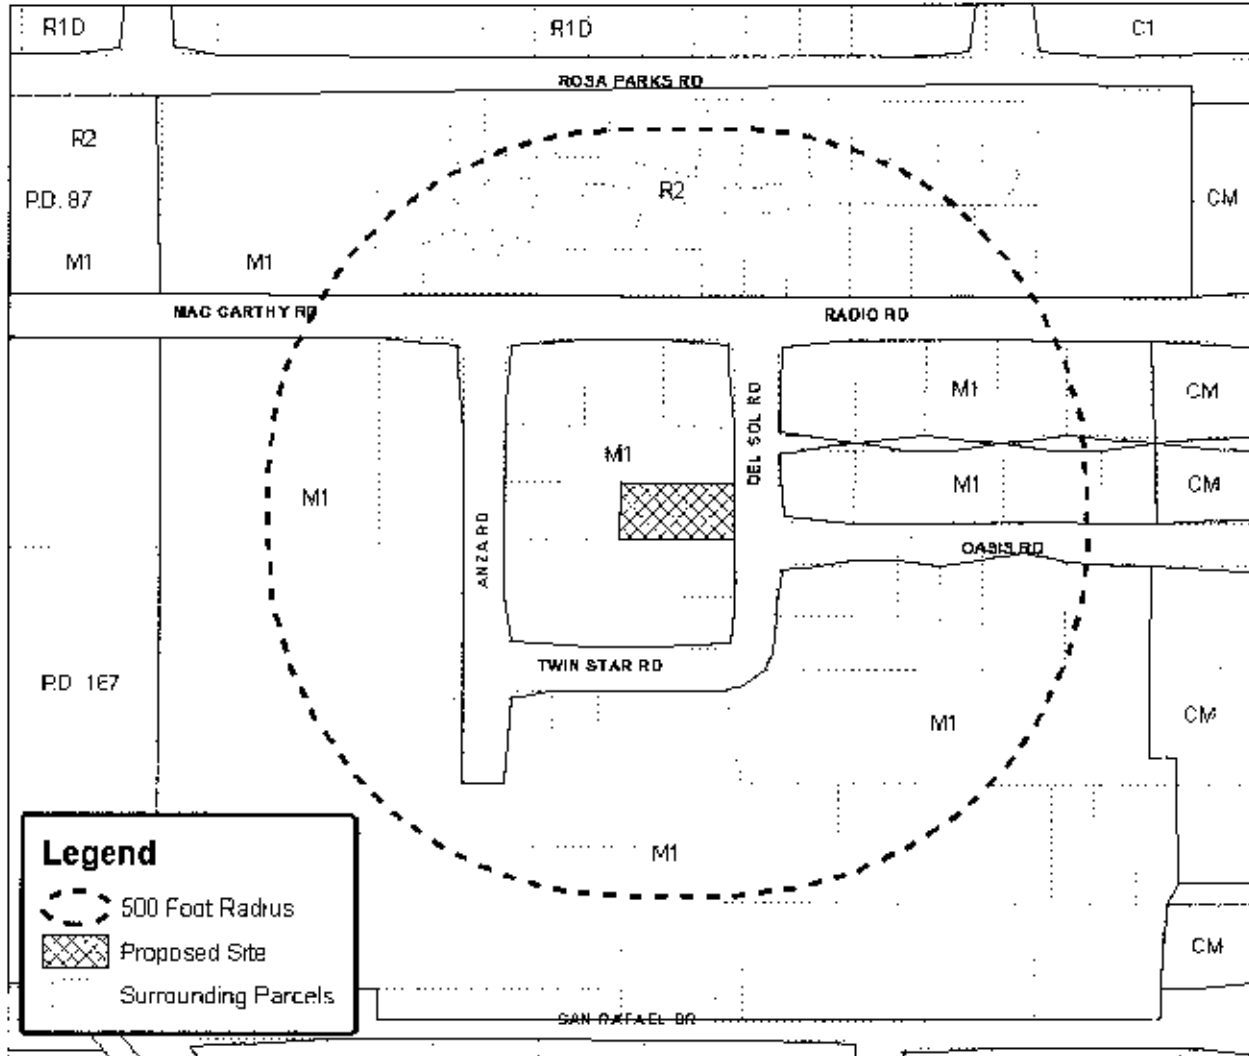 R1D
R1D
C1
ROSA PARKS RD
R2
R2
P.D. 87
CM
M1
M1
MAC CARTHY RD
RADIO RD
M1
CM
DEL SOL RD
M1
M1
CM
M1
ANZA RD
OASIS RD
TWIN STAR RD
P.D. 167
M1
CM
M1
Legend
500 Foot Radius
Proposed Site
Surrounding Parcels
CM
SAN RAFAEL DR